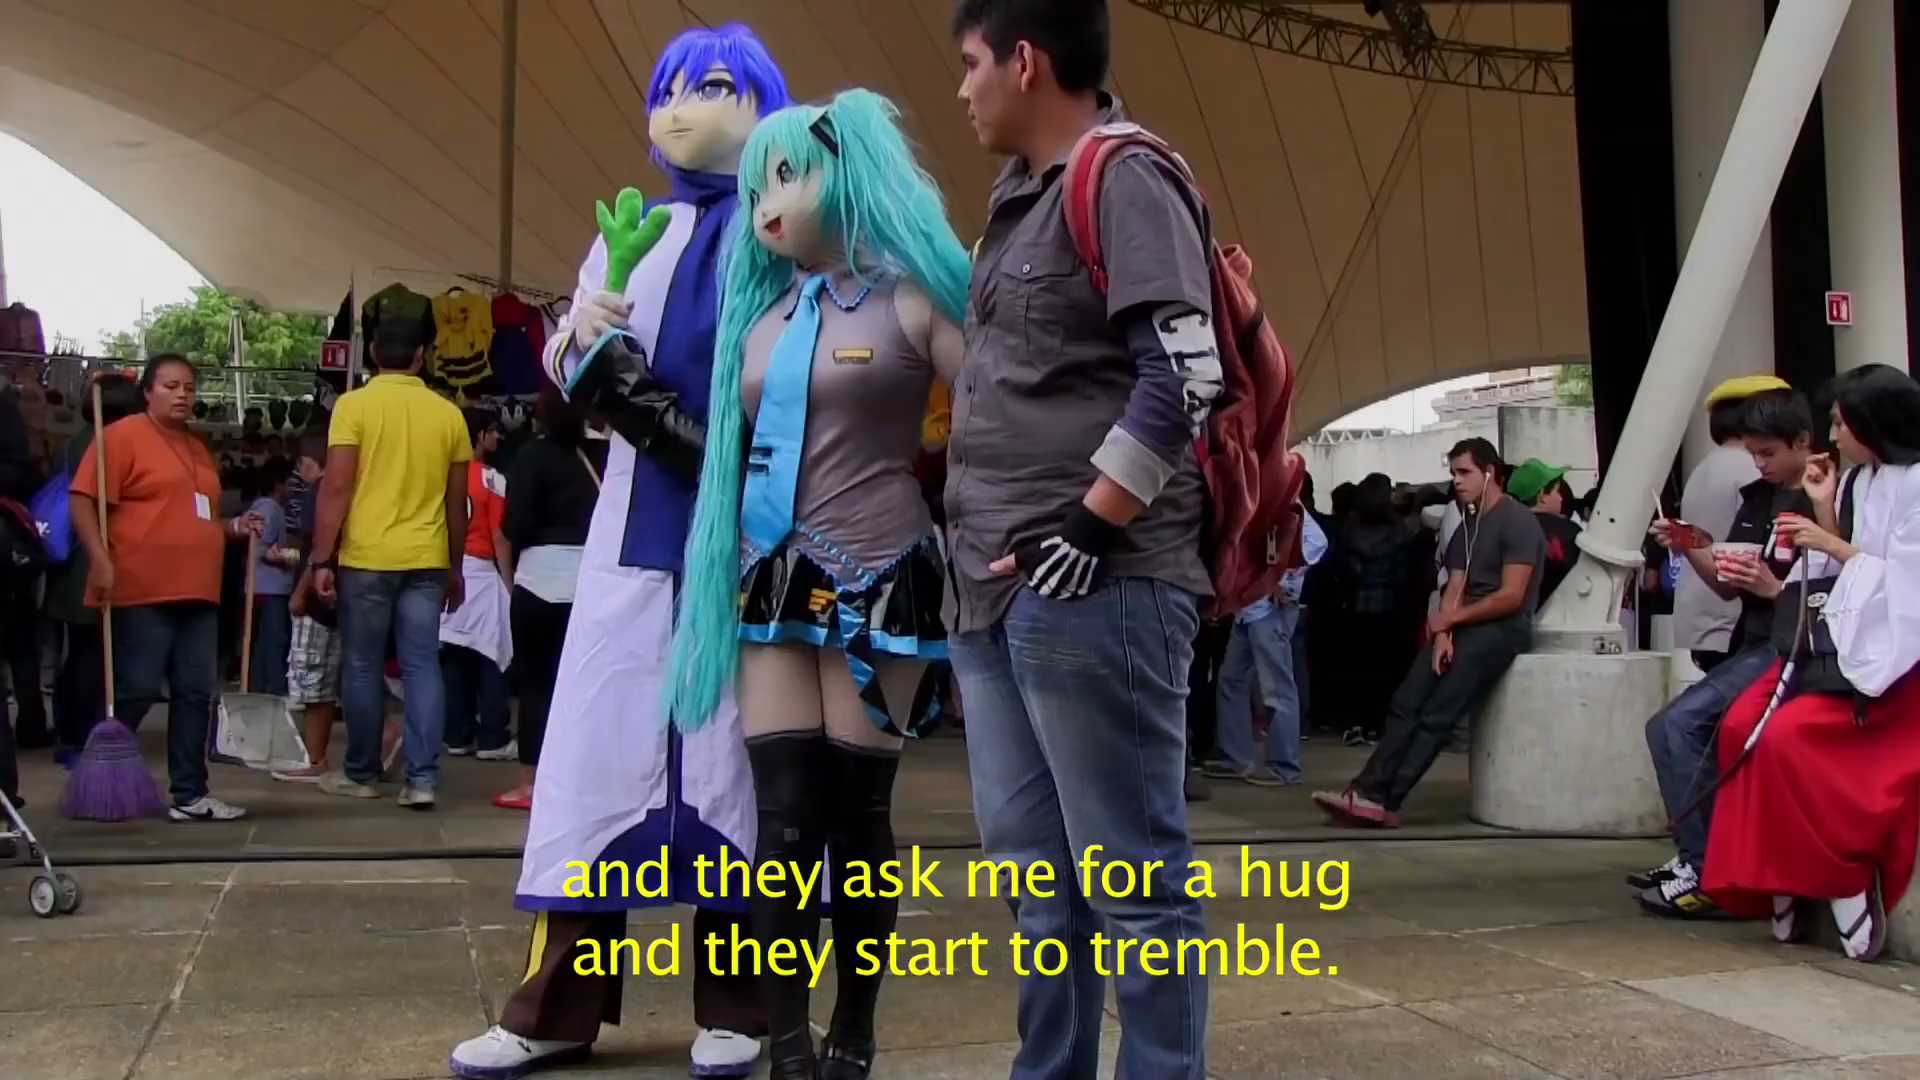 and they ask me for a hug
and they start to tremble.